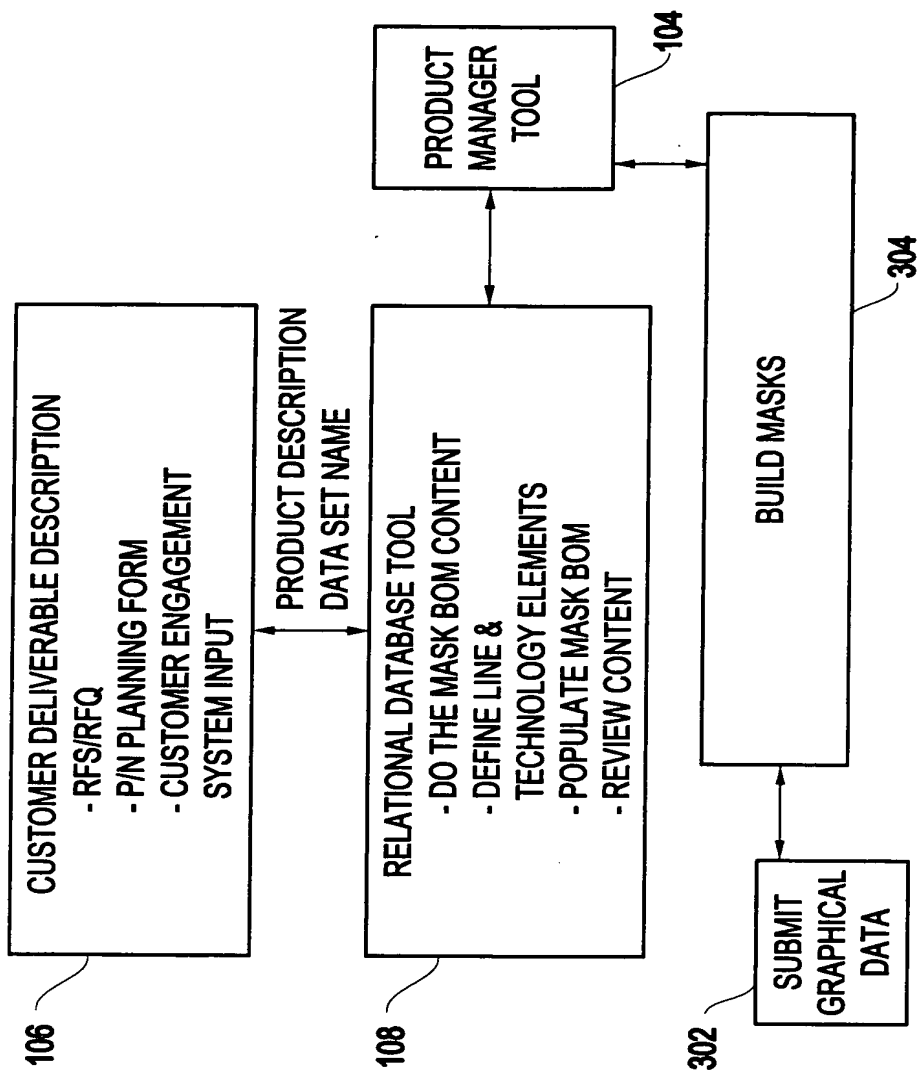 106
CUSTOMER DELIVERABLE DESCRIPTION
- RFS/RFQ
- P/N PLANNING FORM
- CUSTOMER ENGAGEMENT
SYSTEM INPUT
PRODUCT DESCRIPTION
DATA SET NAME
108
RELATIONAL DATABASE TOOL
- DO THE MASK BOM CONTENT
- DEFINE LINE &
TECHNOLOGY ELEMENTS
- POPULATE MASK BOM
- REVIEW CONTENT
PRODUCT
MANAGER
TOOL
104
302
SUBMIT
GRAPHICAL
DATA
BUILD MASKS
304